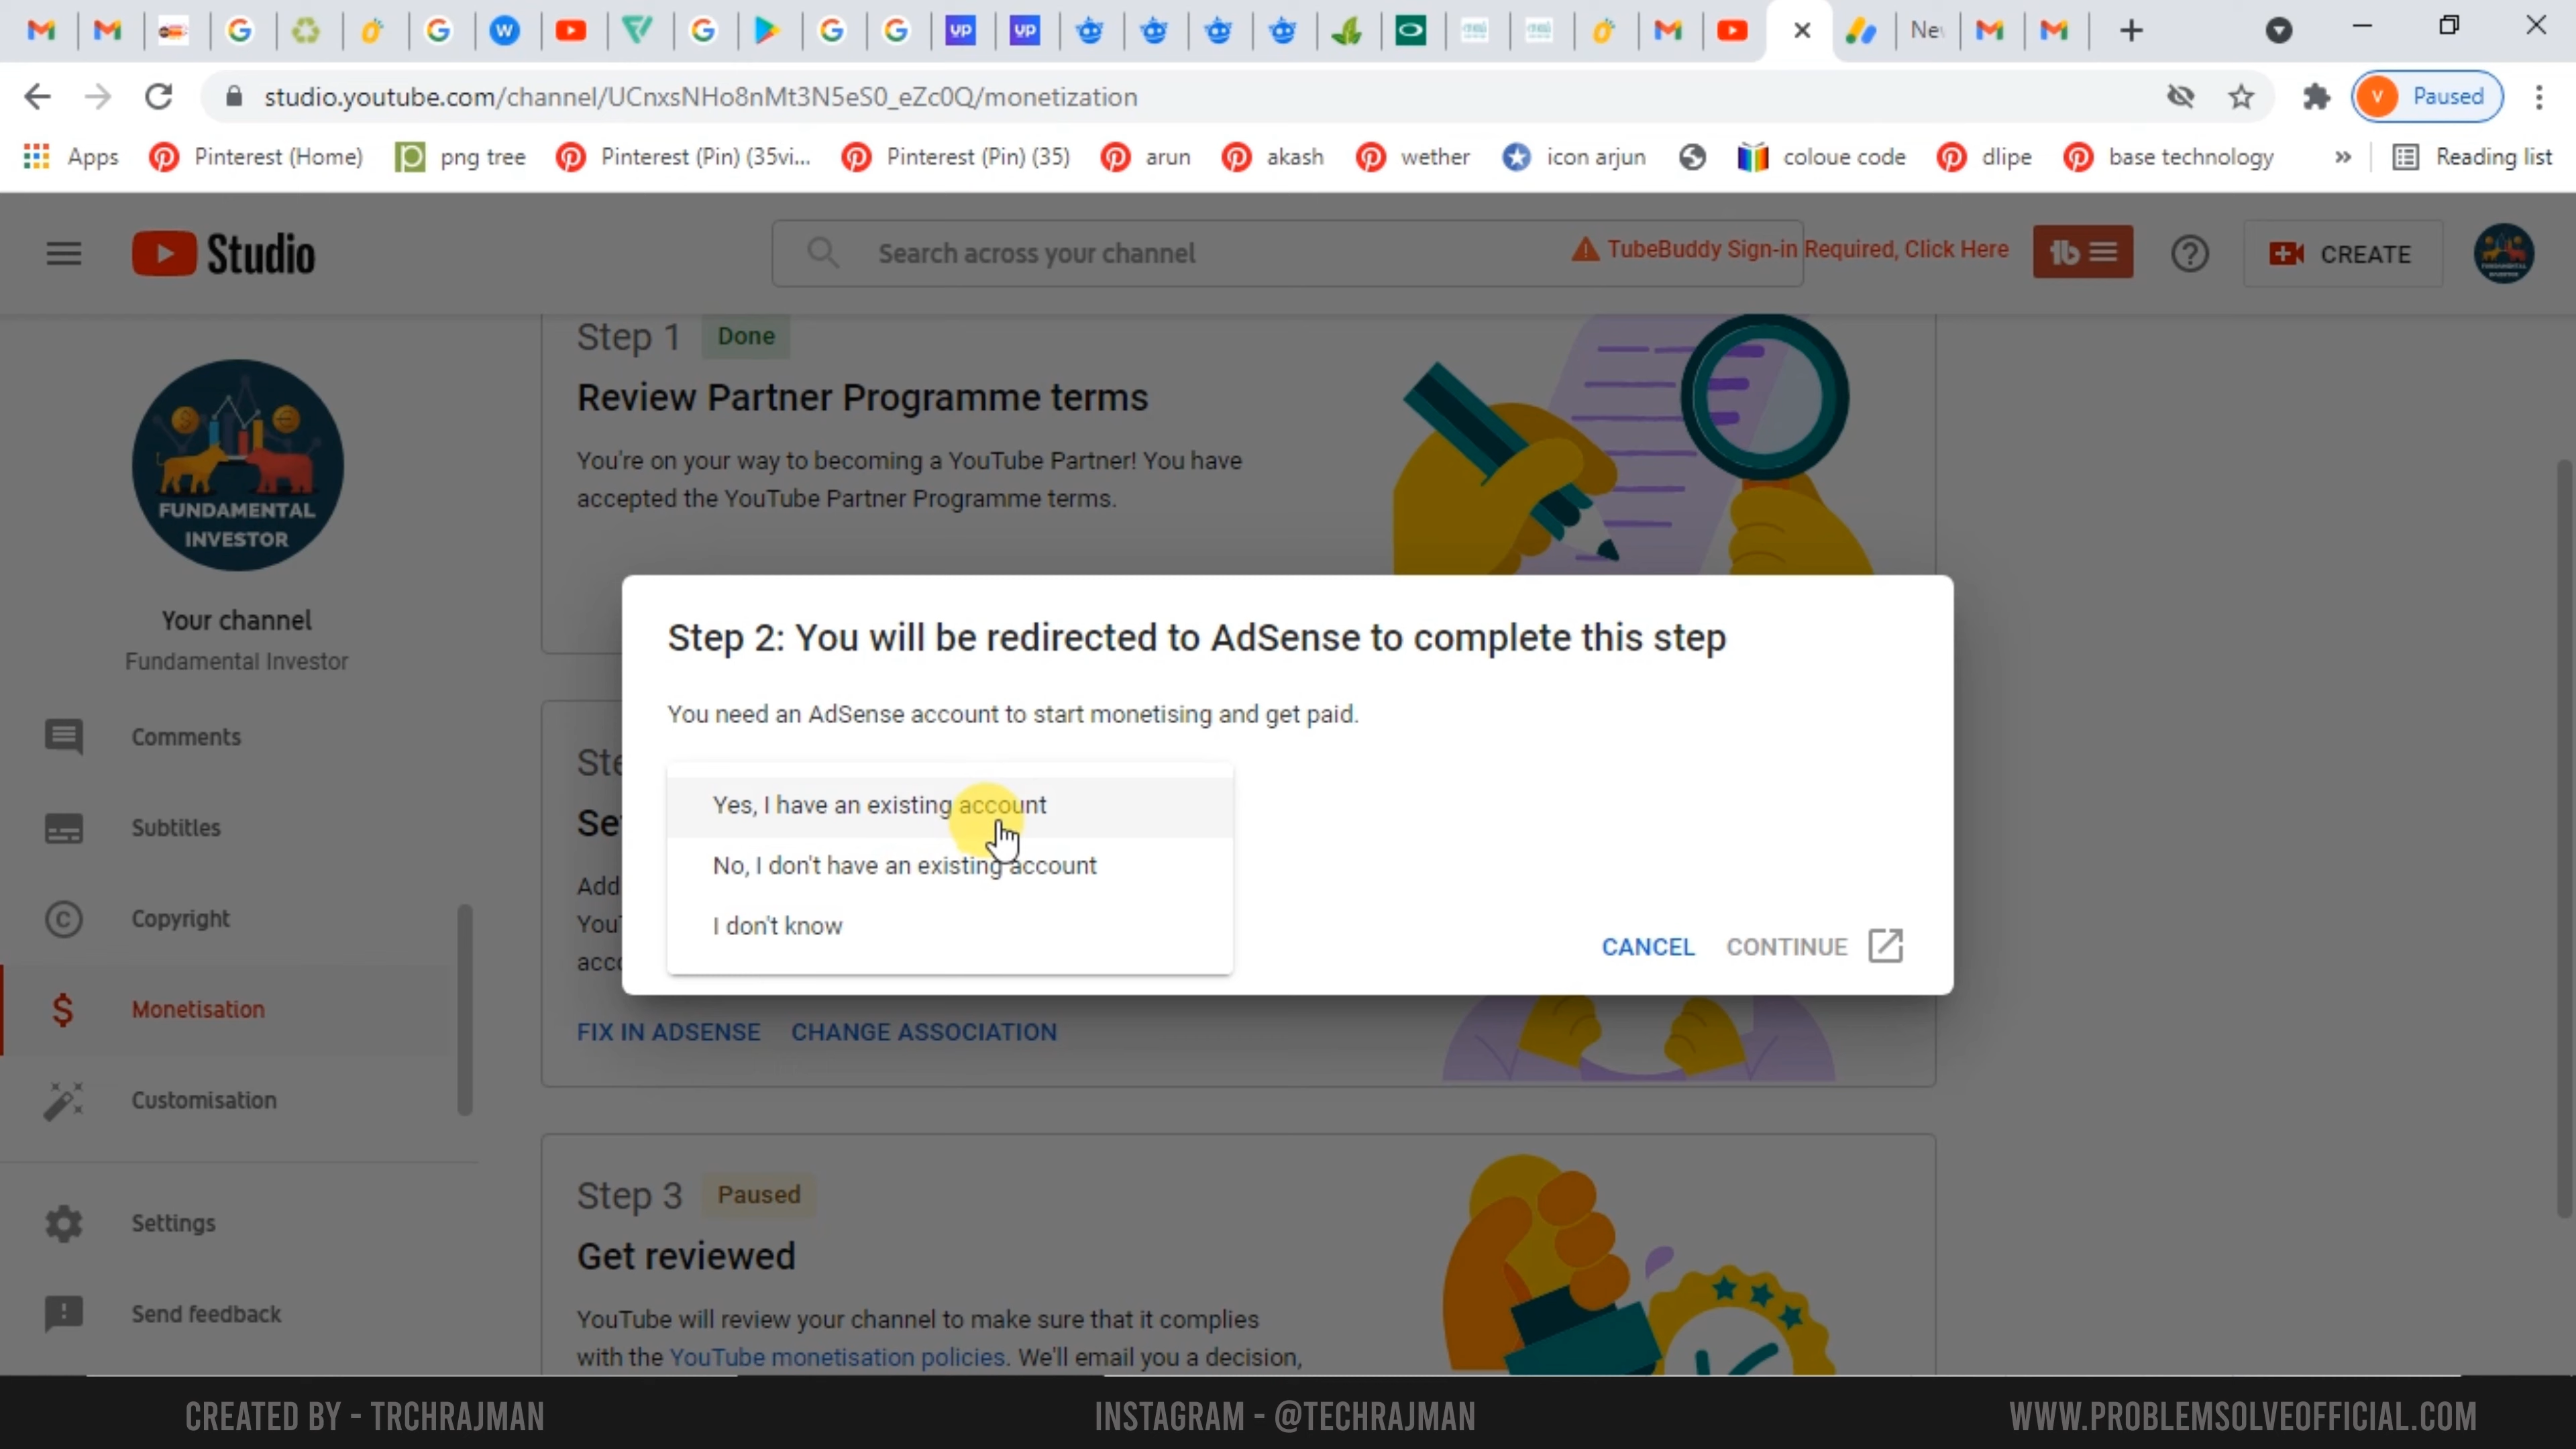 Nev
studio.youtube.com/channel/UCnxsNHo8nMt3N5eS0_eZc0Q/monetization
V Paused
Apps Pinterest (Home) png tree Pinterest (Pin) (35vi... Pinterest (Pin) (35) arun akash wether icon arjun coloue code dlipe base technology » Reading list
Studio
Search across your channel
TubeBuddy Sign-in Required, Click Here
CREATE
Step 1 Done
Review Partner Programme terms
You're on your way to becoming a YouTube Partner! You have
accepted the YouTube Partner Programme terms.
FUNDAMENTAL
INVESTOR
Your channel
Fundamental Investor
Comments
Subtitles
Copyright
Monetisation
Customisation
Settings
Send feedback
Step 2: You will be redirected to AdSense to complete this step
You need an AdSense account to start monetising and get paid.
Yes, I have an existing account
No, I don't have an existing account
I don't know
CANCEL CONTINUE
Ste
Se
Add
You
acc
FIX IN ADSENSE CHANGE ASSOCIATION
Step 3 Paused
Get reviewed
YouTube will review your channel to make sure that it complies
with the YouTube monetisation policies. We'll email you a decision,
CREATED BY - TRCHRAJMAN INSTAGRAM - @TECHRAJMAN WWW.PROBLEMSOLVEOFFICIAL.COM